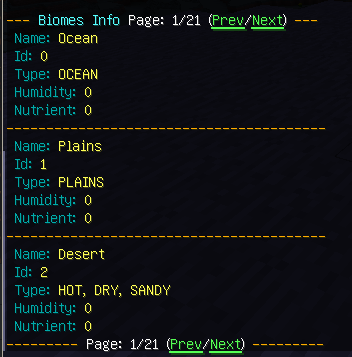 --- Biomes Info Page: 1/21 (Prev/Next) ---
Name: Ocean
Id: 0
Type: OCEAN
Humidity: 0
Nutrient: 0
----------------------------------------
Name: Plains
Id: 1
Type: PLAINS
Humidity: 0
Nutrient: 0
----------------------------------------
Name: Desert
Id: 2
Type: HOT, DRY, SANDY
Humidity: 0
Nutrient: 0
--------- Page: 1/21 (Prev/Next) ---------